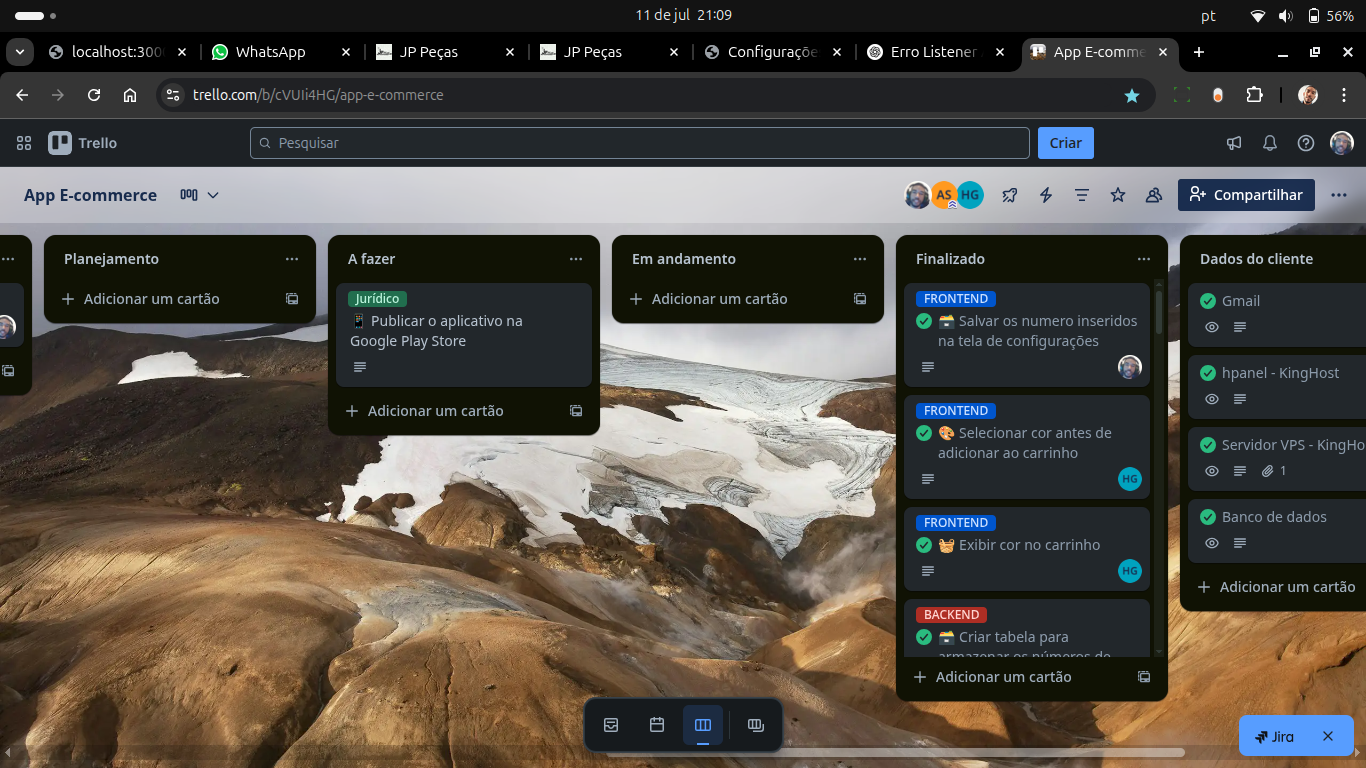 11 de jul 21:09
pt
56%
localhost:300
WhatsApp
JP Peças
JP Peças
Configuraçõe
Erro Listener
App E-comme
trello.com/b/cVUIi4HG/app-e-commerce
Trello
Pesquisar
Criar
App E-commerce
AS
HG
Compartilhar
Planejamento
Adicionar um cartão
A fazer
Jurídico
Publicar o aplicativo na
Google Play Store
Adicionar um cartão
Em andamento
Adicionar um cartão
Finalizado
FRONTEND
Salvar os numero inseridos
na tela de configurações
FRONTEND
Selecionar cor antes de
adicionar ao carrinho
HG
FRONTEND
Exibir cor no carrinho
HG
BACKEND
Criar tabela para
armazenar os números de
Adicionar um cartão
Dados do cliente
Gmail
hpanel - KingHost
Servidor VPS - KingHo
1
Banco de dados
Adicionar um cartão
Jira